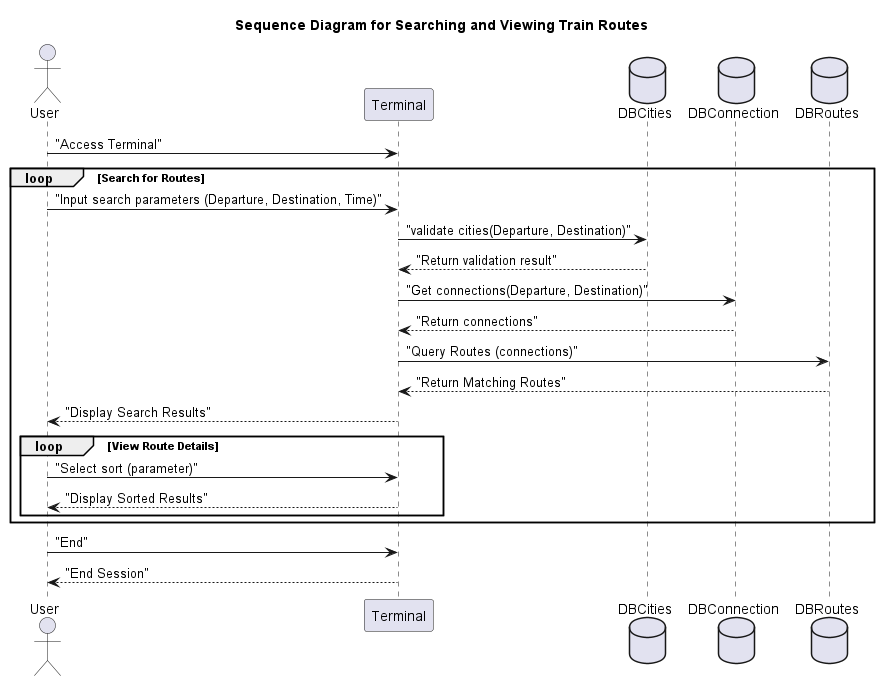 Sequence Diagram for Searching and Viewing Train Routes
User
Terminal
DBCities
DBConnection
DBRoutes
"Access Terminal"
loop [Search for Routes]
"Input search parameters (Departure, Destination, Time)"
"validate cities(Departure, Destination)"
"Return validation result"
"Get connections(Departure, Destination)"
"Return connections"
"Query Routes (connections)"
"Return Matching Routes"
"Display Search Results"
loop [View Route Details]
"Select sort (parameter)"
"Display Sorted Results"
"End"
"End Session"
User
Terminal
DBCities
DBConnection
DBRoutes